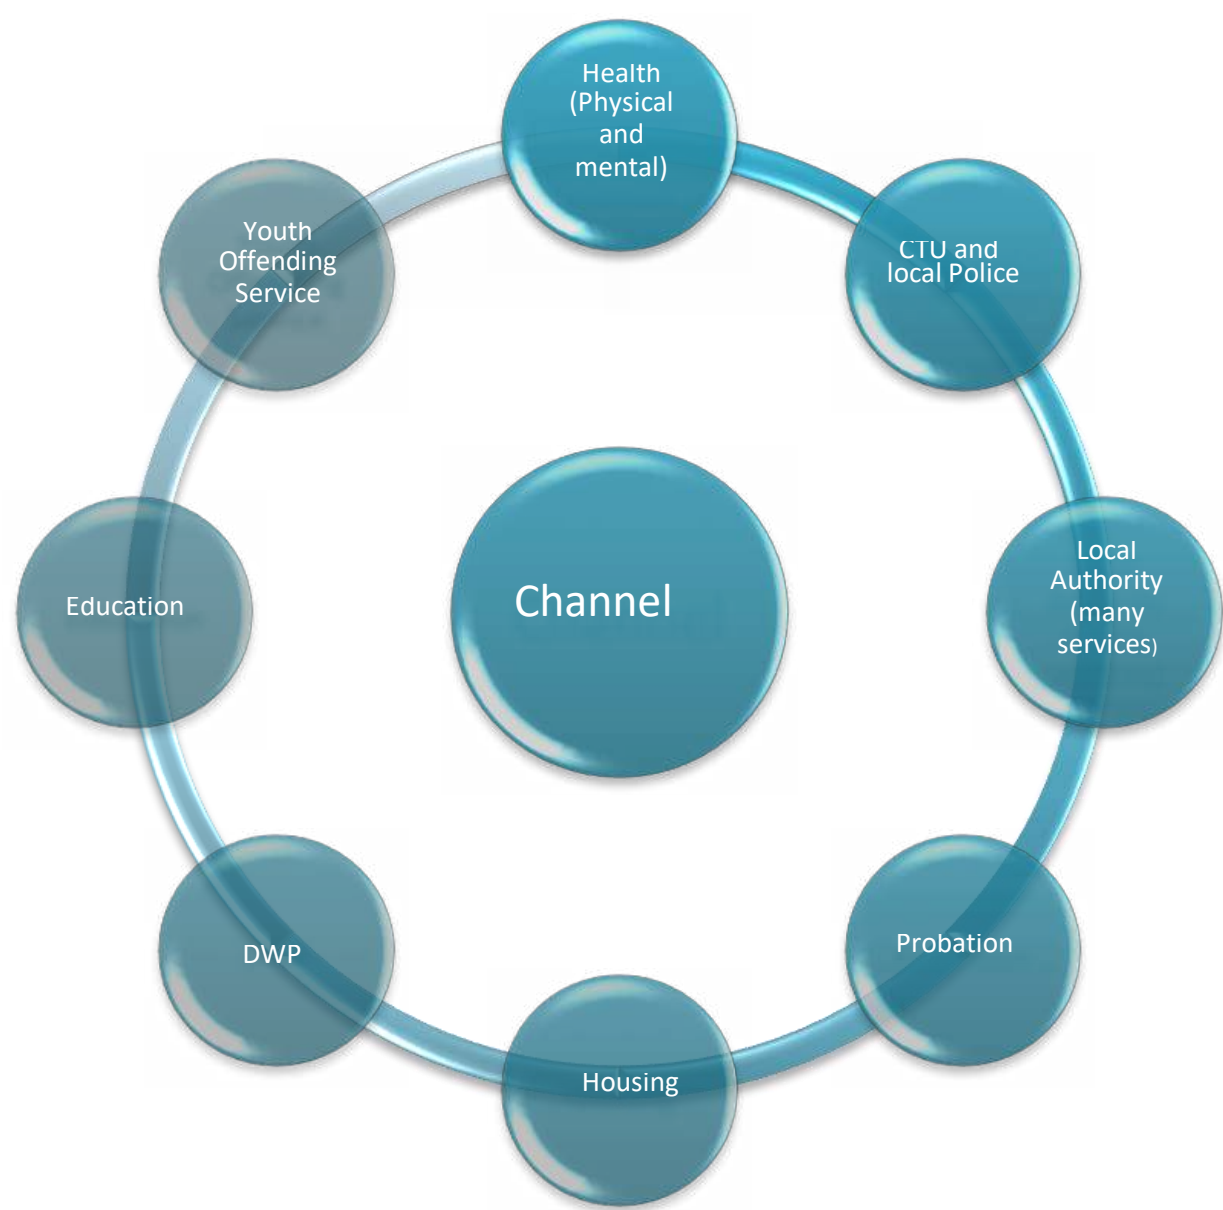 Health
(Physical
and
mental)
CTU and
local Police
Local
Authority
(many
services)
Probation
Housing
DWP
Education
Youth
Offending
Service
Channel